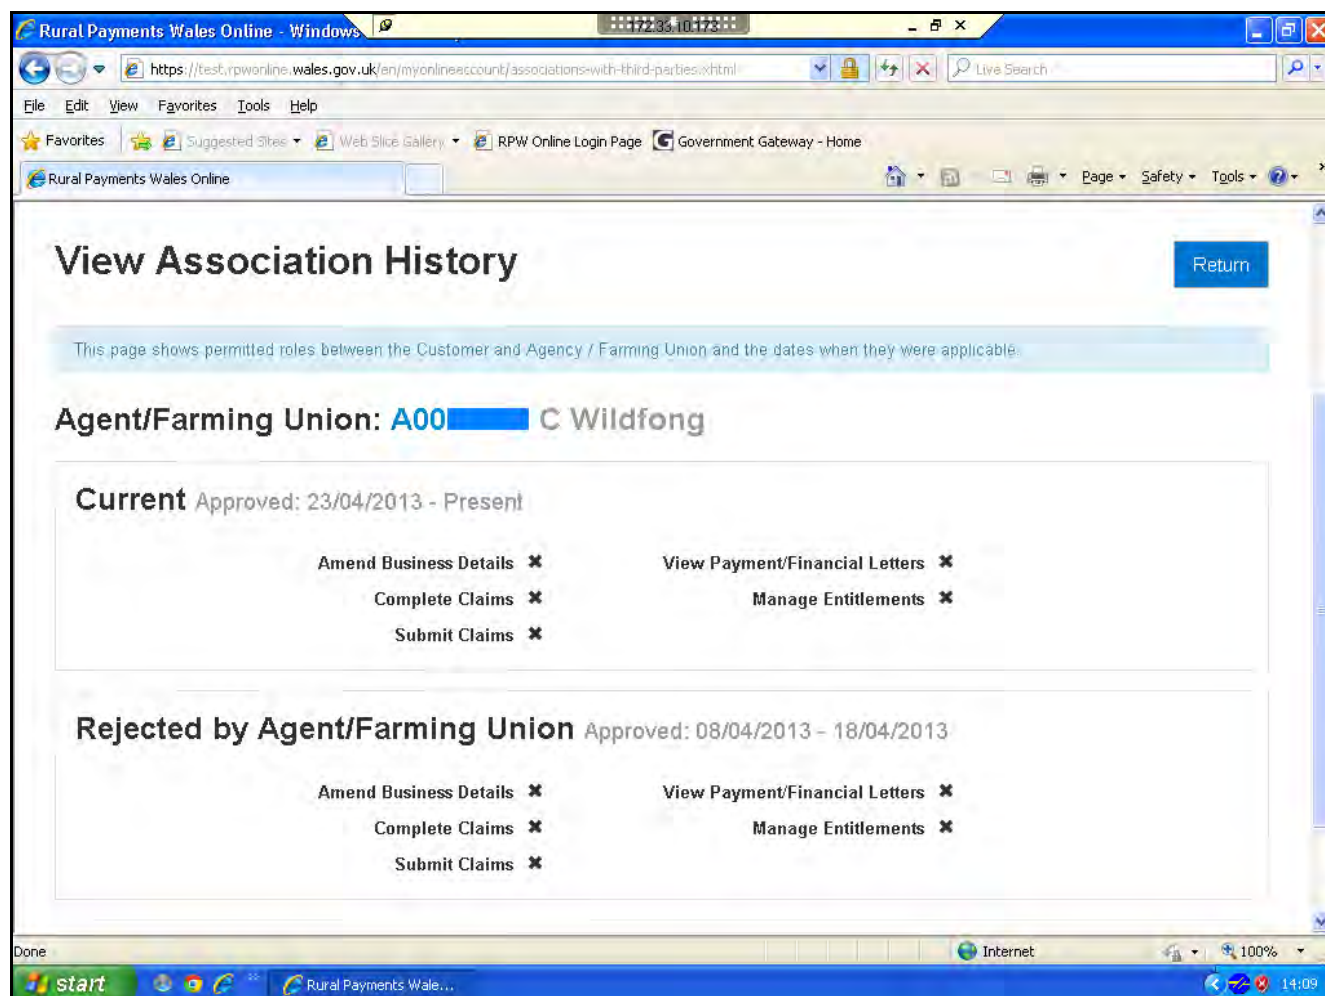 Rural Payments Wales Online - Windows
172.33.10.173
https://test.rpwonline.wales.gov.uk/en/myonlineaccount/associations-with-third-parties.xhtml
Live Search
File Edit View Favorites Tools Help
Favorites Suggested Sites Web Slice Gallery RPW Online Login Page Government Gateway - Home
Rural Payments Wales Online
Page Safety Tools
View Association History
Return
This page shows permitted roles between the Customer and Agency / Farming Union and the dates when they were applicable.
Agent/Farming Union: A00 C Wildfong
Current Approved: 23/04/2013 - Present
Amend Business Details ✖ View Payment/Financial Letters ✖
Complete Claims ✖ Manage Entitlements ✖
Submit Claims ✖
Rejected by Agent/Farming Union Approved: 08/04/2013 - 18/04/2013
Amend Business Details ✖ View Payment/Financial Letters ✖
Complete Claims ✖ Manage Entitlements ✖
Submit Claims ✖
Done Internet 100%
start Rural Payments Wale... 14:09